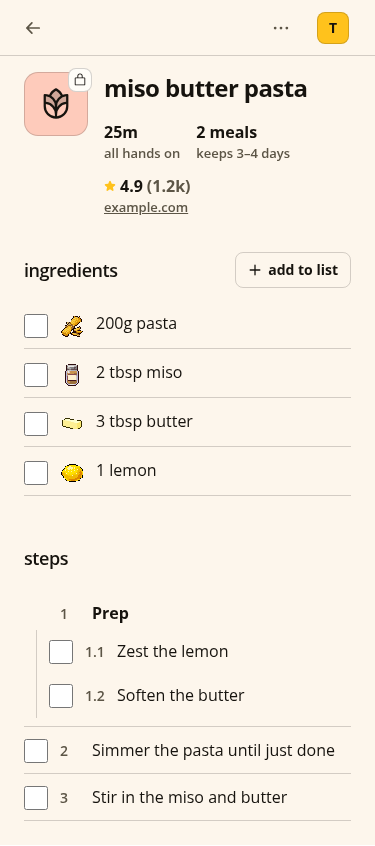 T
miso butter pasta
25m
all hands on
2 meals
keeps 3–4 days
4.9 (1.2k)
example.com
ingredients
add to list
200g pasta
2 tbsp miso
3 tbsp butter
1 lemon
steps
1 Prep
1.1 Zest the lemon
1.2 Soften the butter
2 Simmer the pasta until just done
3 Stir in the miso and butter